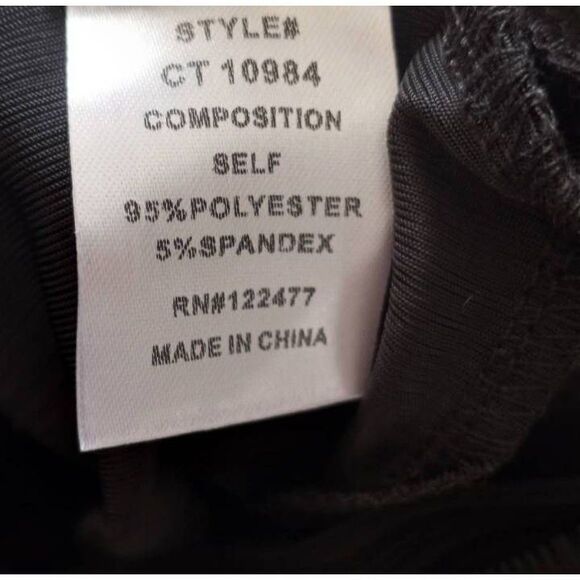 STYLE#
CT 10984
COMPOSITION
SELF
95%POLYESTER
5%SPANDEX
RN#122477
MADE IN CHINA